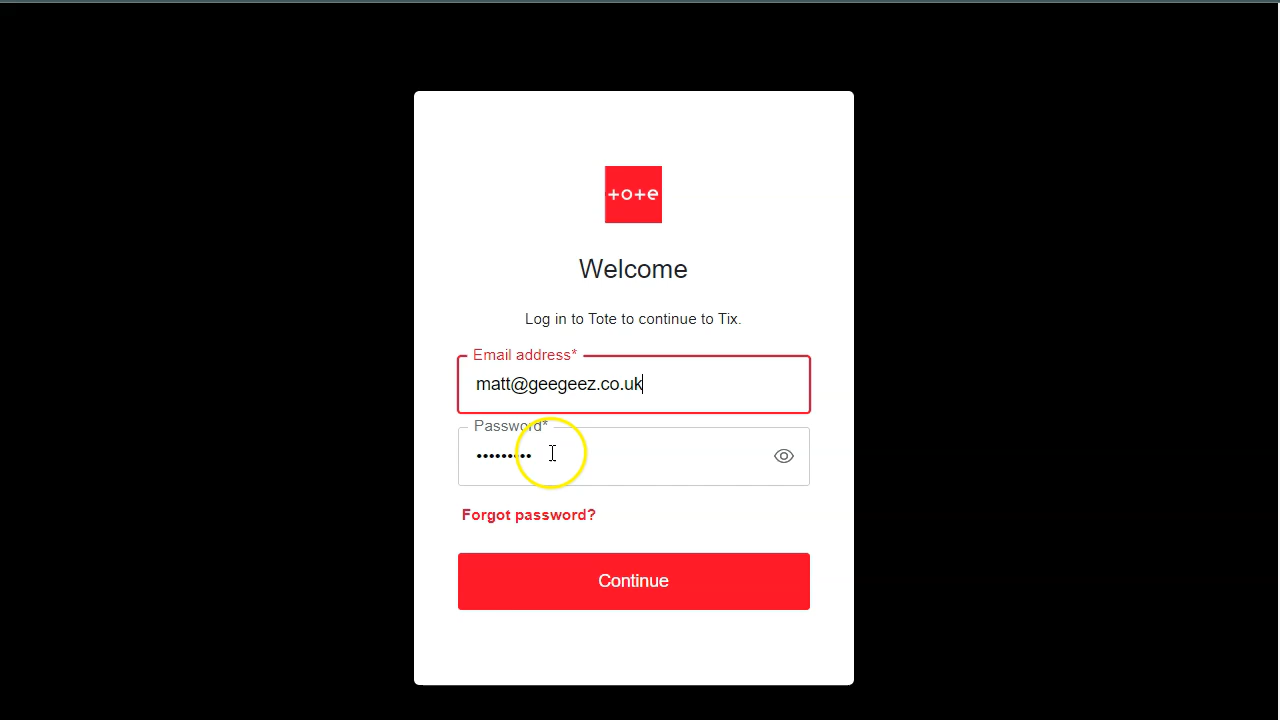 tote
Welcome
Log in to Tote to continue to Tix.
Email address*
matt@geegeez.co.uk
Password*
•••••••••
Forgot password?
Continue